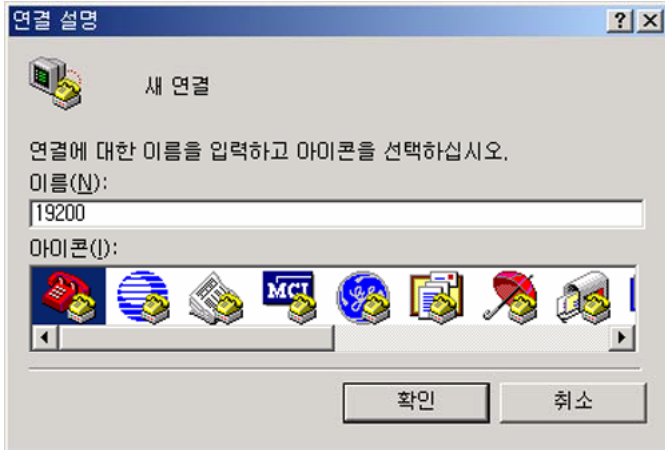 연결 설명
새 연결
연결에 대한 이름을 입력하고 아이콘을 선택하십시오.
이름(N):
19200
아이콘(I):
MCI
확인
취소